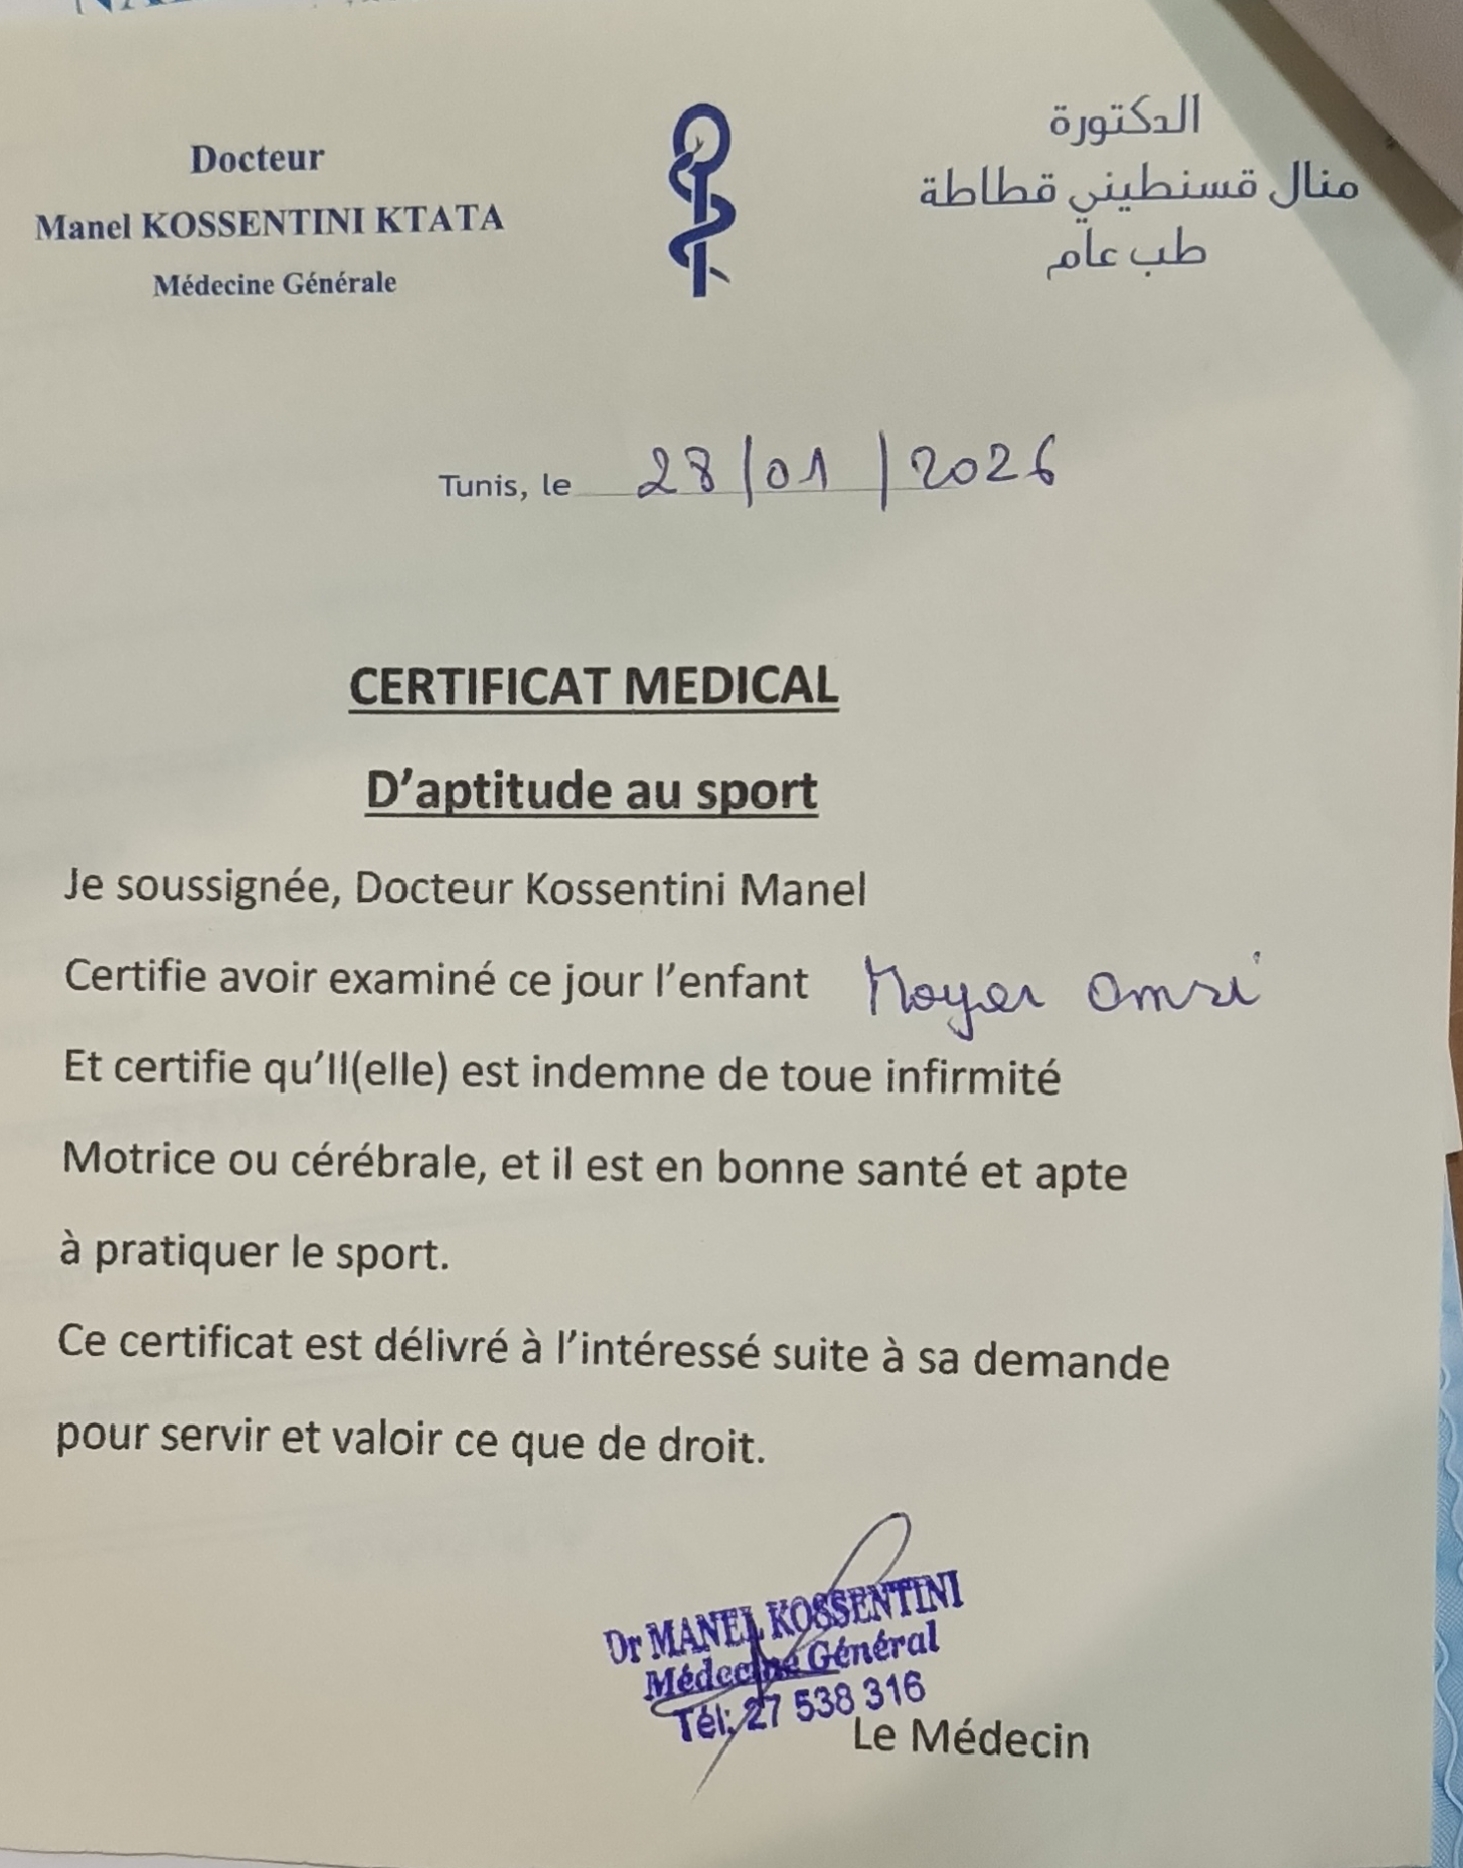 Docteur
Manel KOSSENTINI KTATA
Médecine Générale
الدكتورة
منال قسنطيني قطاطة
طب عام
Tunis, le 28/01/2026
CERTIFICAT MEDICAL
D'aptitude au sport
Je soussignée, Docteur Kossentini Manel
Certifie avoir examiné ce jour l'enfant Moyer Omri
Et certifie qu'Il(elle) est indemne de toue infirmité
Motrice ou cérébrale, et il est en bonne santé et apte
à pratiquer le sport.
Ce certificat est délivré à l'intéressé suite à sa demande
pour servir et valoir ce que de droit.
Dr MANEL KOSSENTINI
Médecine Général
Tél: 27 538 316
Le Médecin